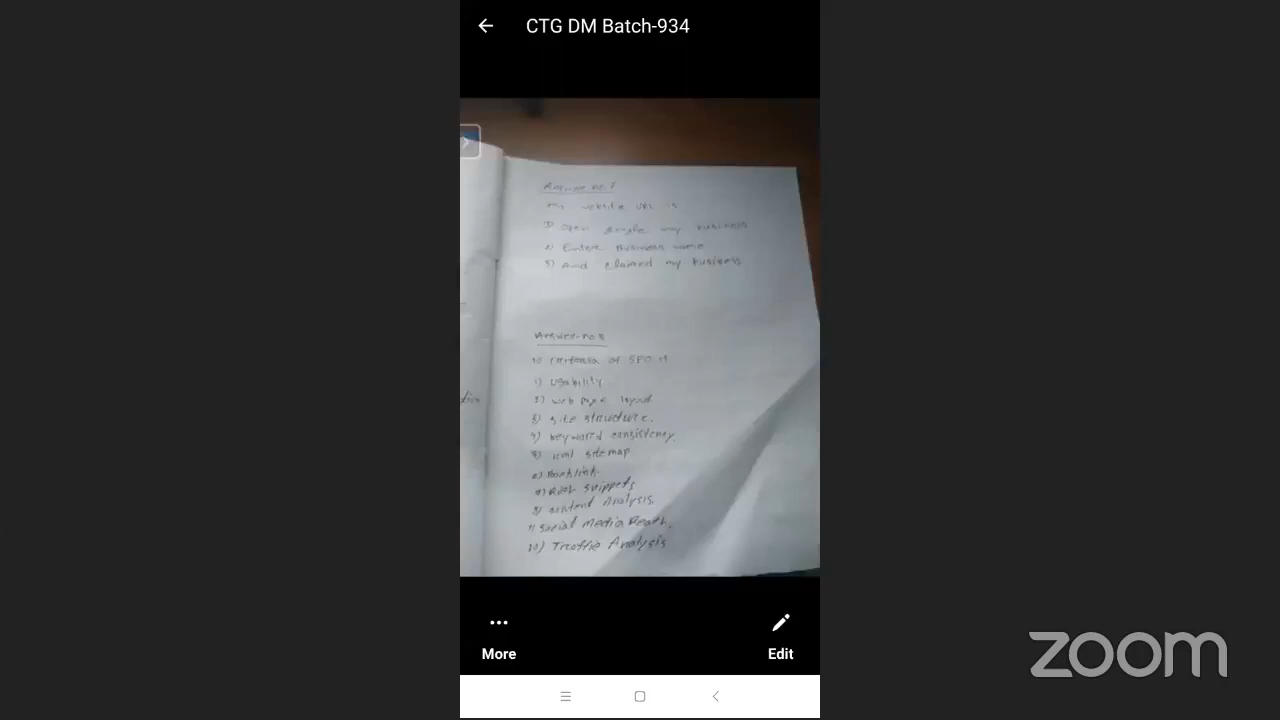 CTG DM Batch-934
Answer no 7
my website URL is
1) Open google my business
2) Enter Business name
3) And claimed my business
Answer-no 8
10 criteria of SEO
1) Usability
2) web page layout
3) site structure.
4) keyword consistency.
5) xml sitemap
6) Backlink.
7) Rich snippets
8) content Analysis.
9) Social Media Reach.
10) Traffic Analysis
More
Edit
zoom